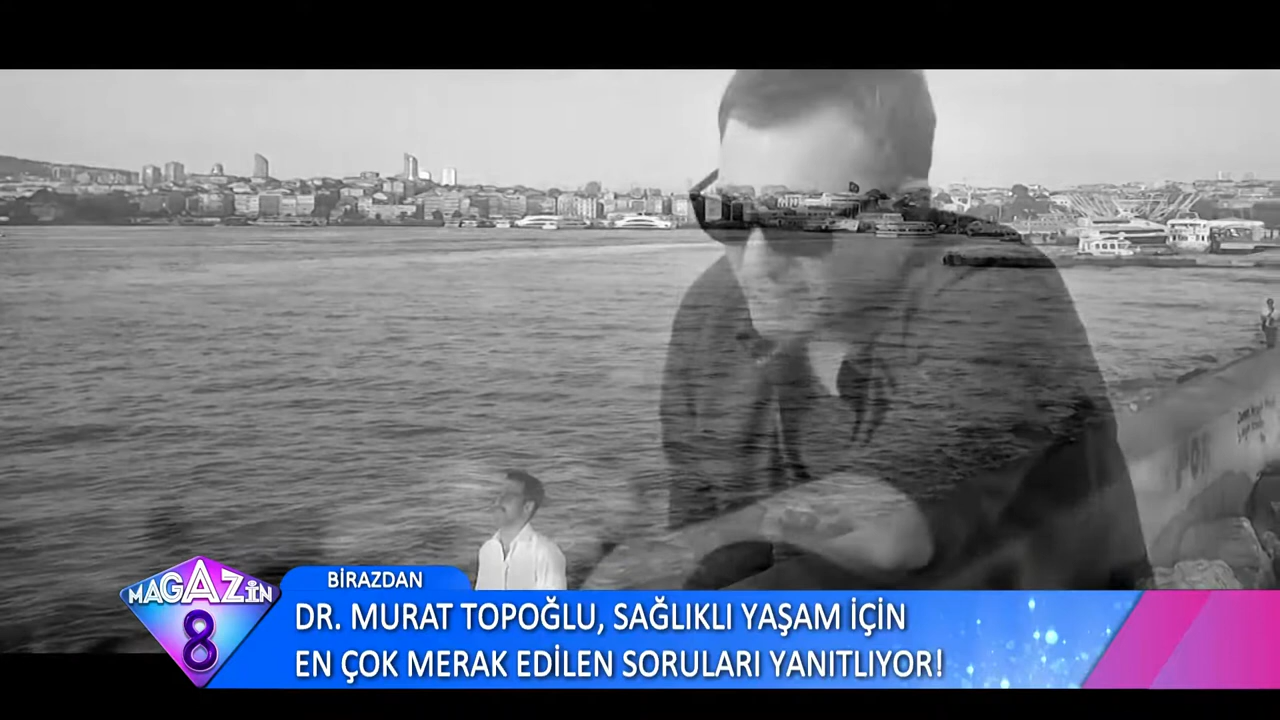 BİRAZDAN
MAGAZİN
8
DR. MURAT TOPOĞLU, SAĞLIKLI YAŞAM İÇİN
EN ÇOK MERAK EDİLEN SORULARI YANITLIYOR!